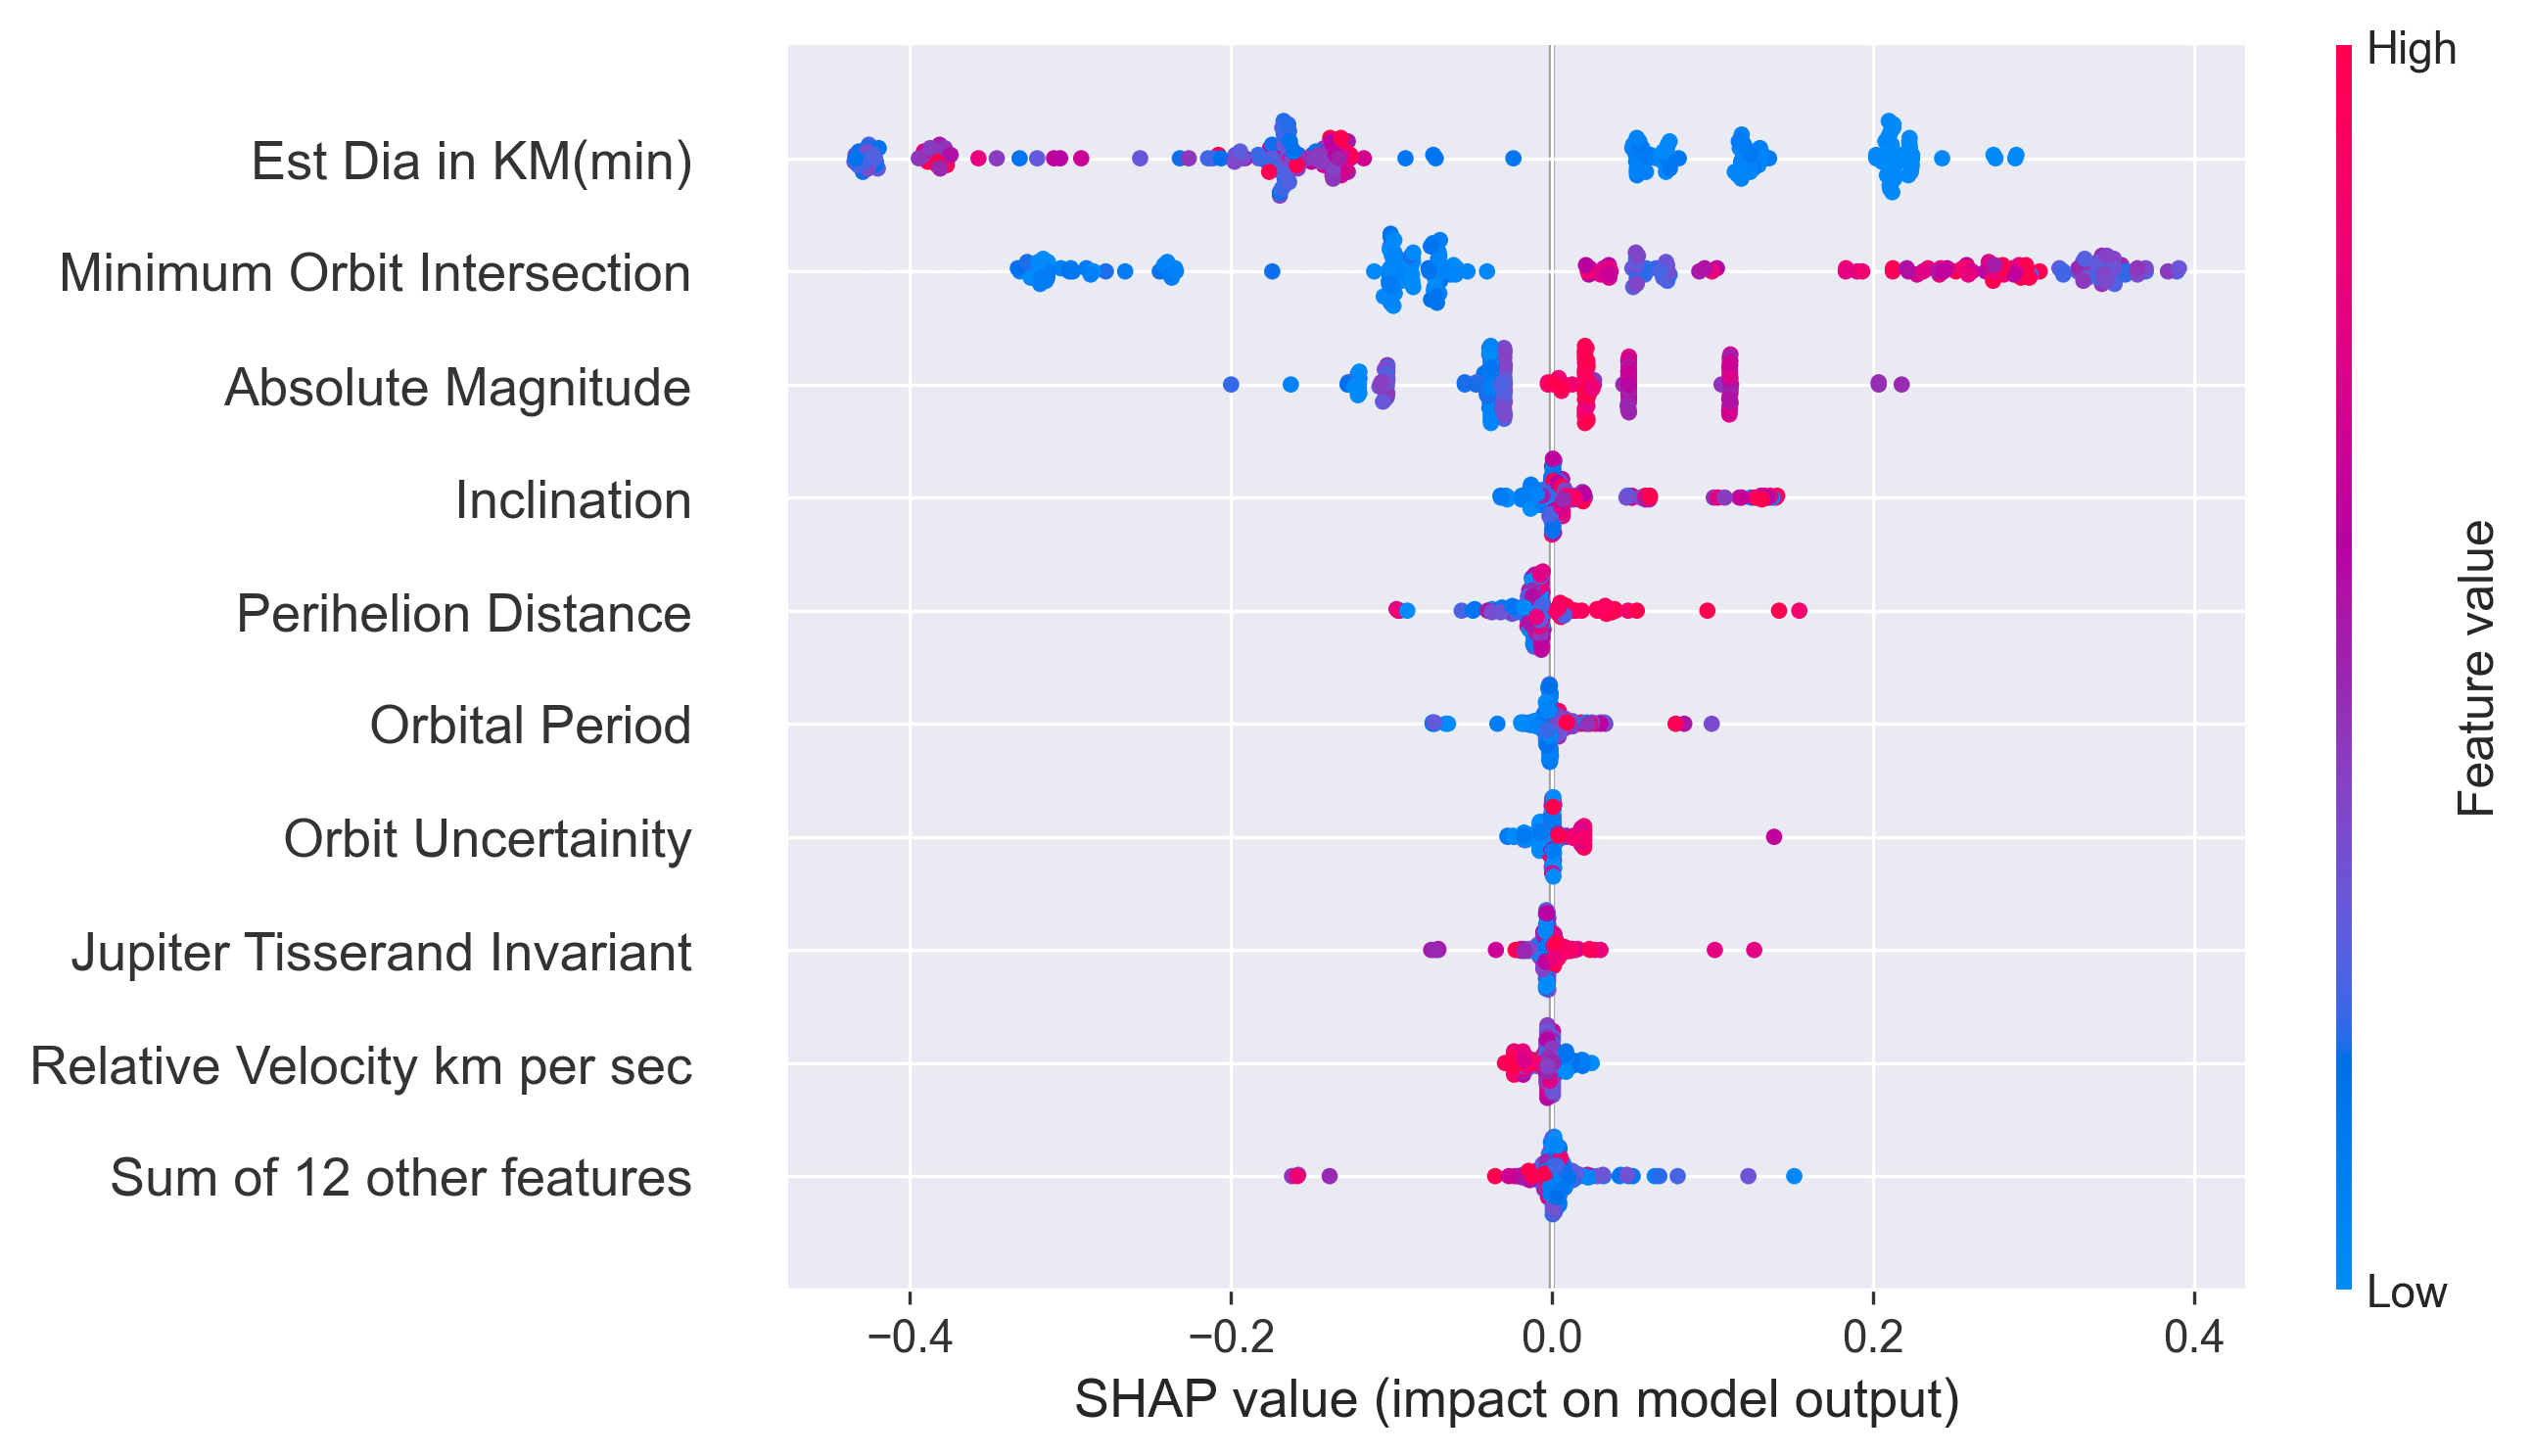 High
Est Dia in KM(min)
Minimum Orbit Intersection
Absolute Magnitude
Inclination
Perihelion Distance
Orbital Period
Orbit Uncertainity
Jupiter Tisserand Invariant
Relative Velocity km per sec
Sum of 12 other features
Feature value
Low
−0.4 −0.2 0.0 0.2 0.4
SHAP value (impact on model output)